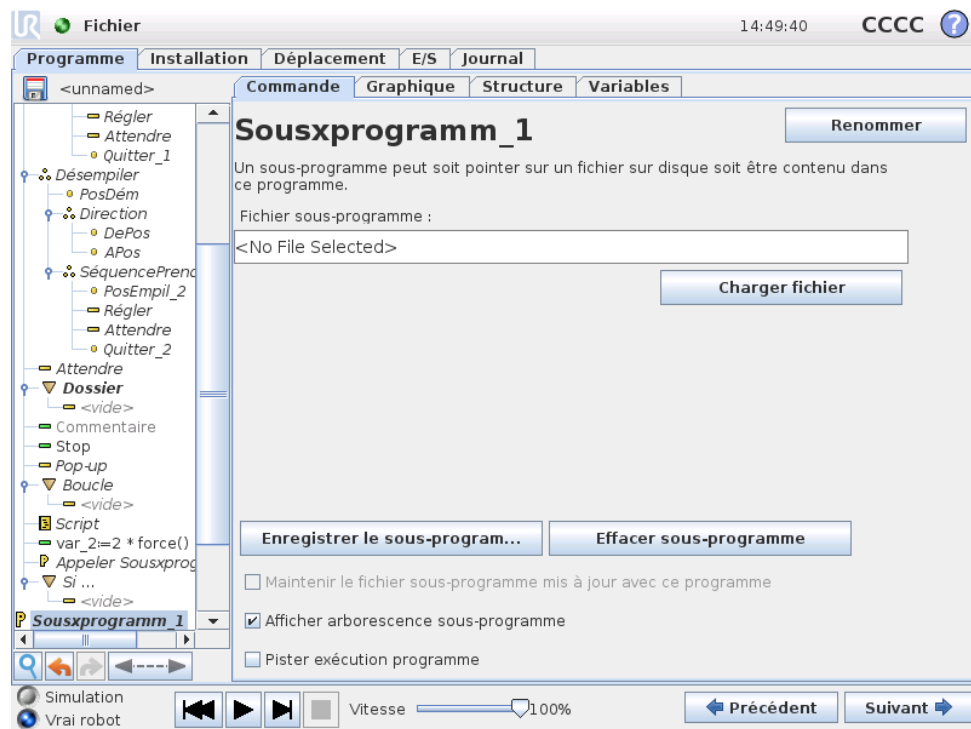 UR Fichier 14:49:40 CCCC ?
Programme Installation Déplacement E/S Journal
<unnamed>
Commande Graphique Structure Variables
Régler
Attendre
Quitter_1
Désempiler
PosDém
Direction
DePos
APos
SéquencePrend
PosEmpil_2
Régler
Attendre
Quitter_2
Attendre
Dossier
<vide>
Commentaire
Stop
Pop-up
Boucle
<vide>
Script
var_2:=2 * force()
Appeler Sousxprog
Si ...
<vide>
Sousxprogramm_1
Sousxprogramm_1
Renommer
Un sous-programme peut soit pointer sur un fichier sur disque soit être contenu dans
ce programme.
Fichier sous-programme :
<No File Selected>
Charger fichier
Enregistrer le sous-program... Effacer sous-programme
Maintenir le fichier sous-programme mis à jour avec ce programme
Afficher arborescence sous-programme
Pister exécution programme
Simulation
Vrai robot
Vitesse 100%
Précédent Suivant